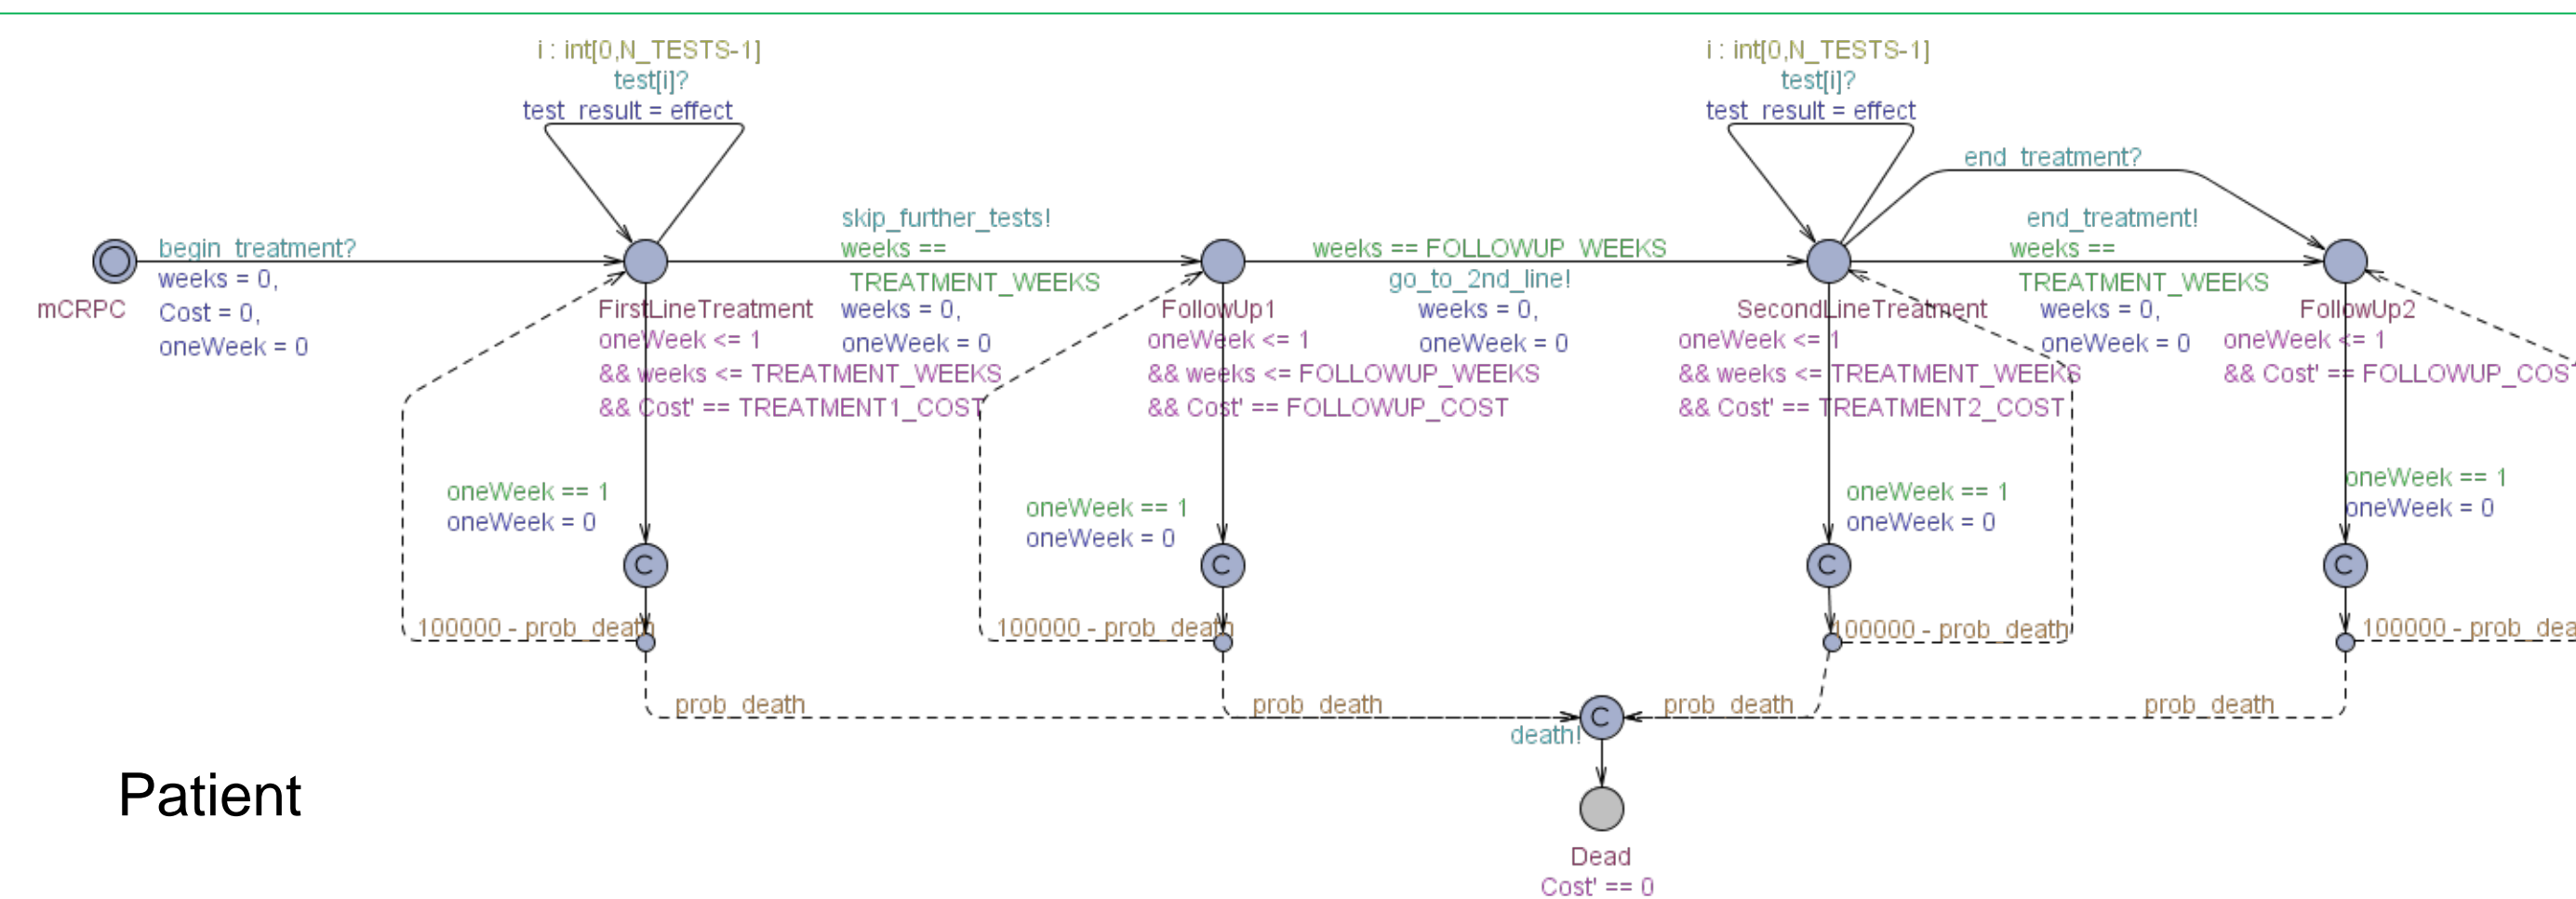 i : int[0,N_TESTS-1]
test[i]?
test_result = effect
i : int[0,N_TESTS-1]
test[i]?
test_result = effect
end_treatment?
begin_treatment?
weeks = 0,
Cost = 0,
oneWeek = 0
mCRPC
skip_further_tests!
weeks ==
TREATMENT_WEEKS
weeks = 0,
oneWeek = 0
FirstLineTreatment
oneWeek <= 1
&& weeks <= TREATMENT_WEEKS
&& Cost' == TREATMENT1_COST
weeks == FOLLOWUP_WEEKS
go_to_2nd_line!
weeks = 0,
oneWeek = 0
FollowUp1
oneWeek <= 1
&& weeks <= FOLLOWUP_WEEKS
&& Cost' == FOLLOWUP_COST
end_treatment!
weeks ==
TREATMENT_WEEKS
weeks = 0,
oneWeek = 0
SecondLineTreatment
oneWeek <= 1
&& weeks <= TREATMENT_WEEKS
&& Cost' == TREATMENT2_COST
FollowUp2
oneWeek <= 1
&& Cost' == FOLLOWUP_COS
oneWeek == 1
oneWeek = 0
oneWeek == 1
oneWeek = 0
oneWeek == 1
oneWeek = 0
oneWeek == 1
oneWeek = 0
C
C
C
C
100000 - prob_death
100000 - prob_death
100000 - prob_death
100000 - prob_dea
prob_death
prob_death
prob_death
prob_death
C
death!
Patient
Dead
Cost' == 0